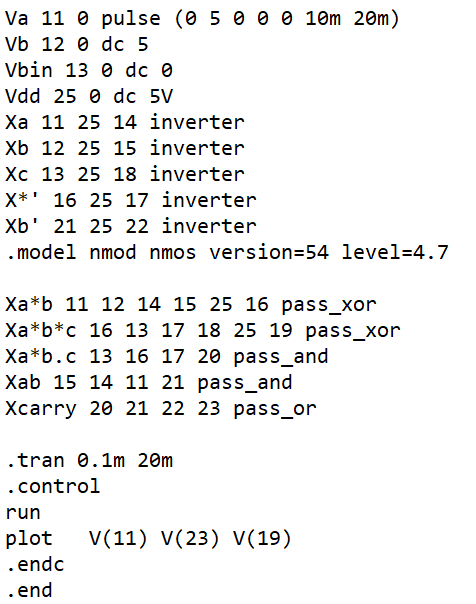 Va 11 0 pulse (0 5 0 0 0 10m 20m)
Vb 12 0 dc 5
Vbin 13 0 dc 0
Vdd 25 0 dc 5V
Xa 11 25 14 inverter
Xb 12 25 15 inverter
Xc 13 25 18 inverter
X*' 16 25 17 inverter
Xb' 21 25 22 inverter
.model nmod nmos version=54 level=4.7
Xa*b 11 12 14 15 25 16 pass_xor
Xa*b*c 16 13 17 18 25 19 pass_xor
Xa*b.c 13 16 17 20 pass_and
Xab 15 14 11 21 pass_and
Xcarry 20 21 22 23 pass_or
.tran 0.1m 20m
.control
run
plot   V(11) V(23) V(19)
.endc
.end